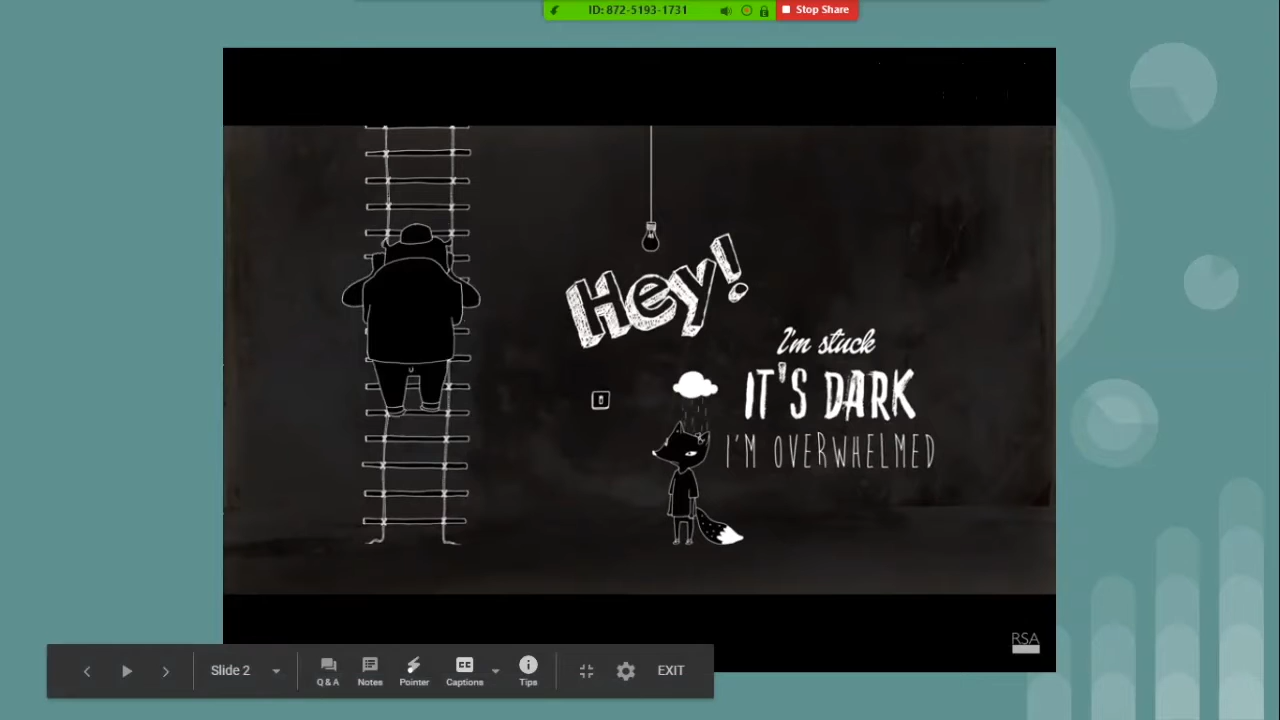 ID: 872-5193-1731
Stop Share
Hey!
I'm stuck
IT'S DARK
I'M OVERWHELMED
RSA
Slide 2
Q & A
Notes
Pointer
CC
Captions
Tips
EXIT